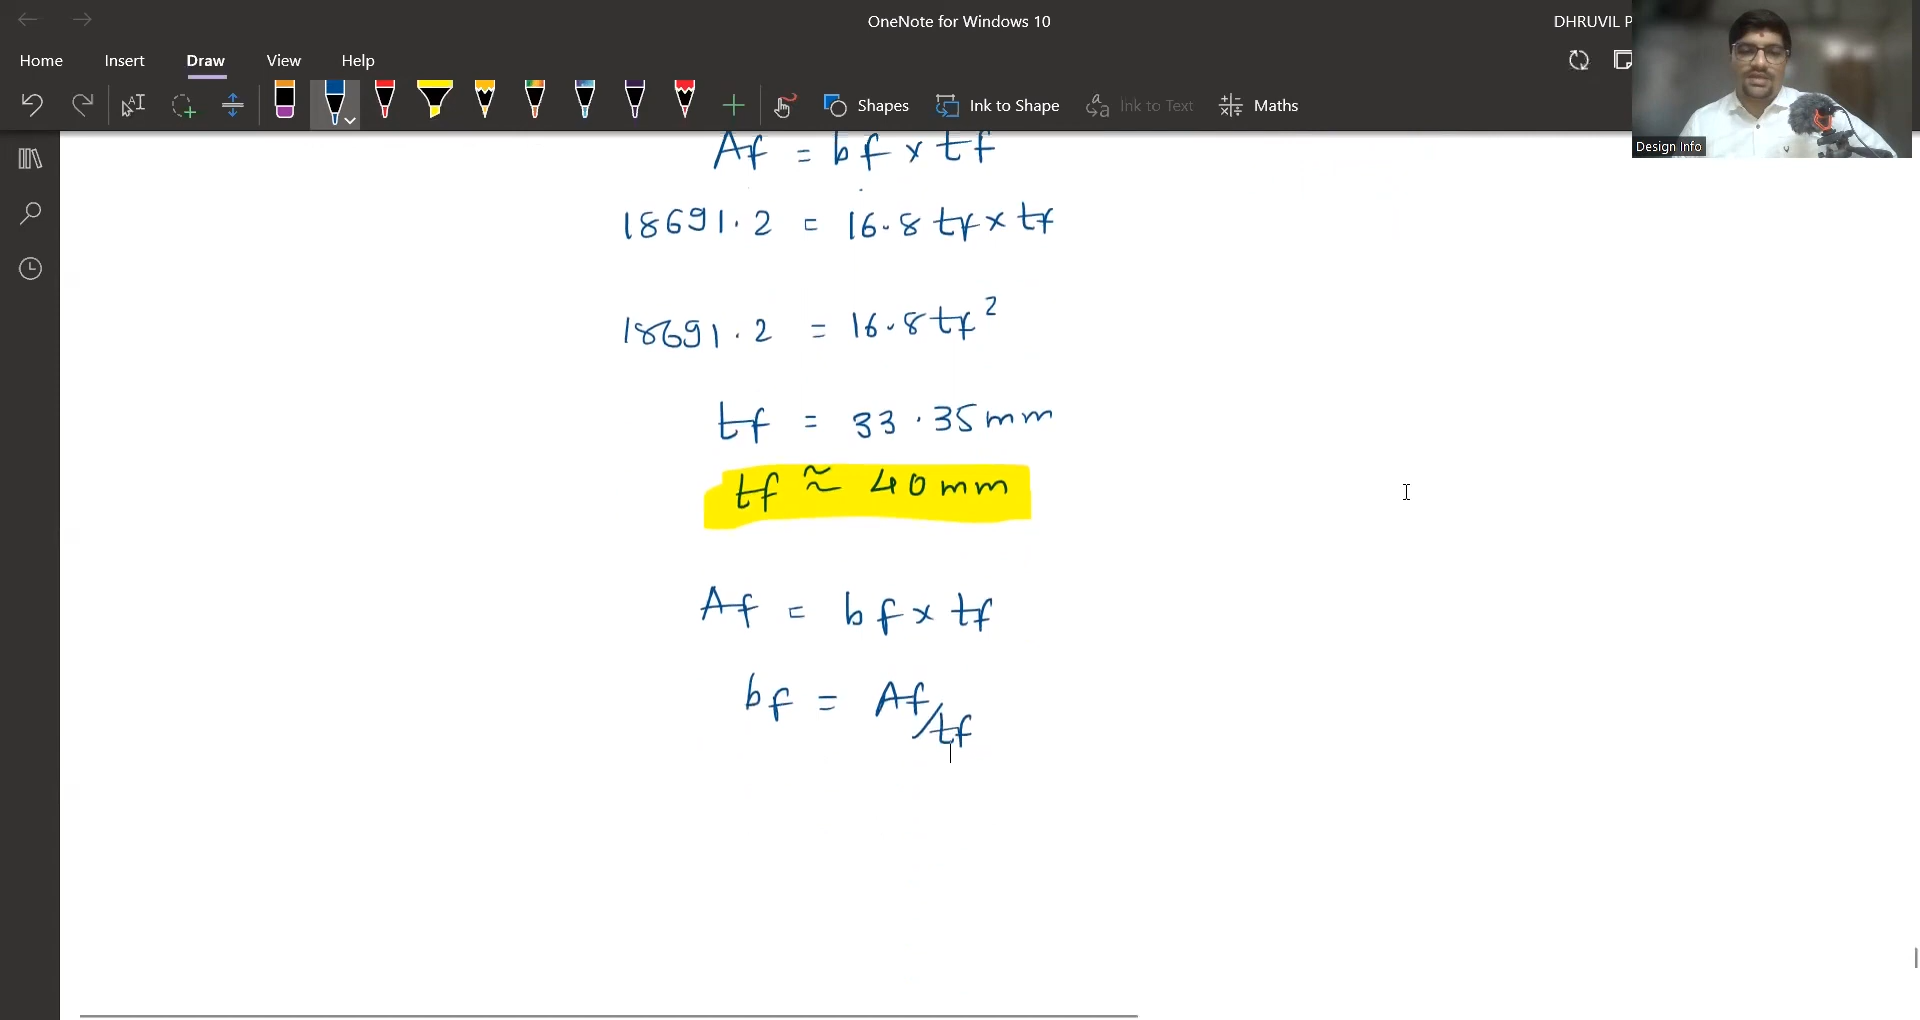 OneNote for Windows 10
DHRUVIL P
Home Insert Draw View Help
Shapes Ink to Shape Ink to Text Maths
Design Info
Af = bf × tf
18691.2 = 16.8 tf × tf
18691.2 = 16.8 tf²
tf = 33.35 mm
tf ≈ 40 mm
Af = bf × tf
bf = Af/tf